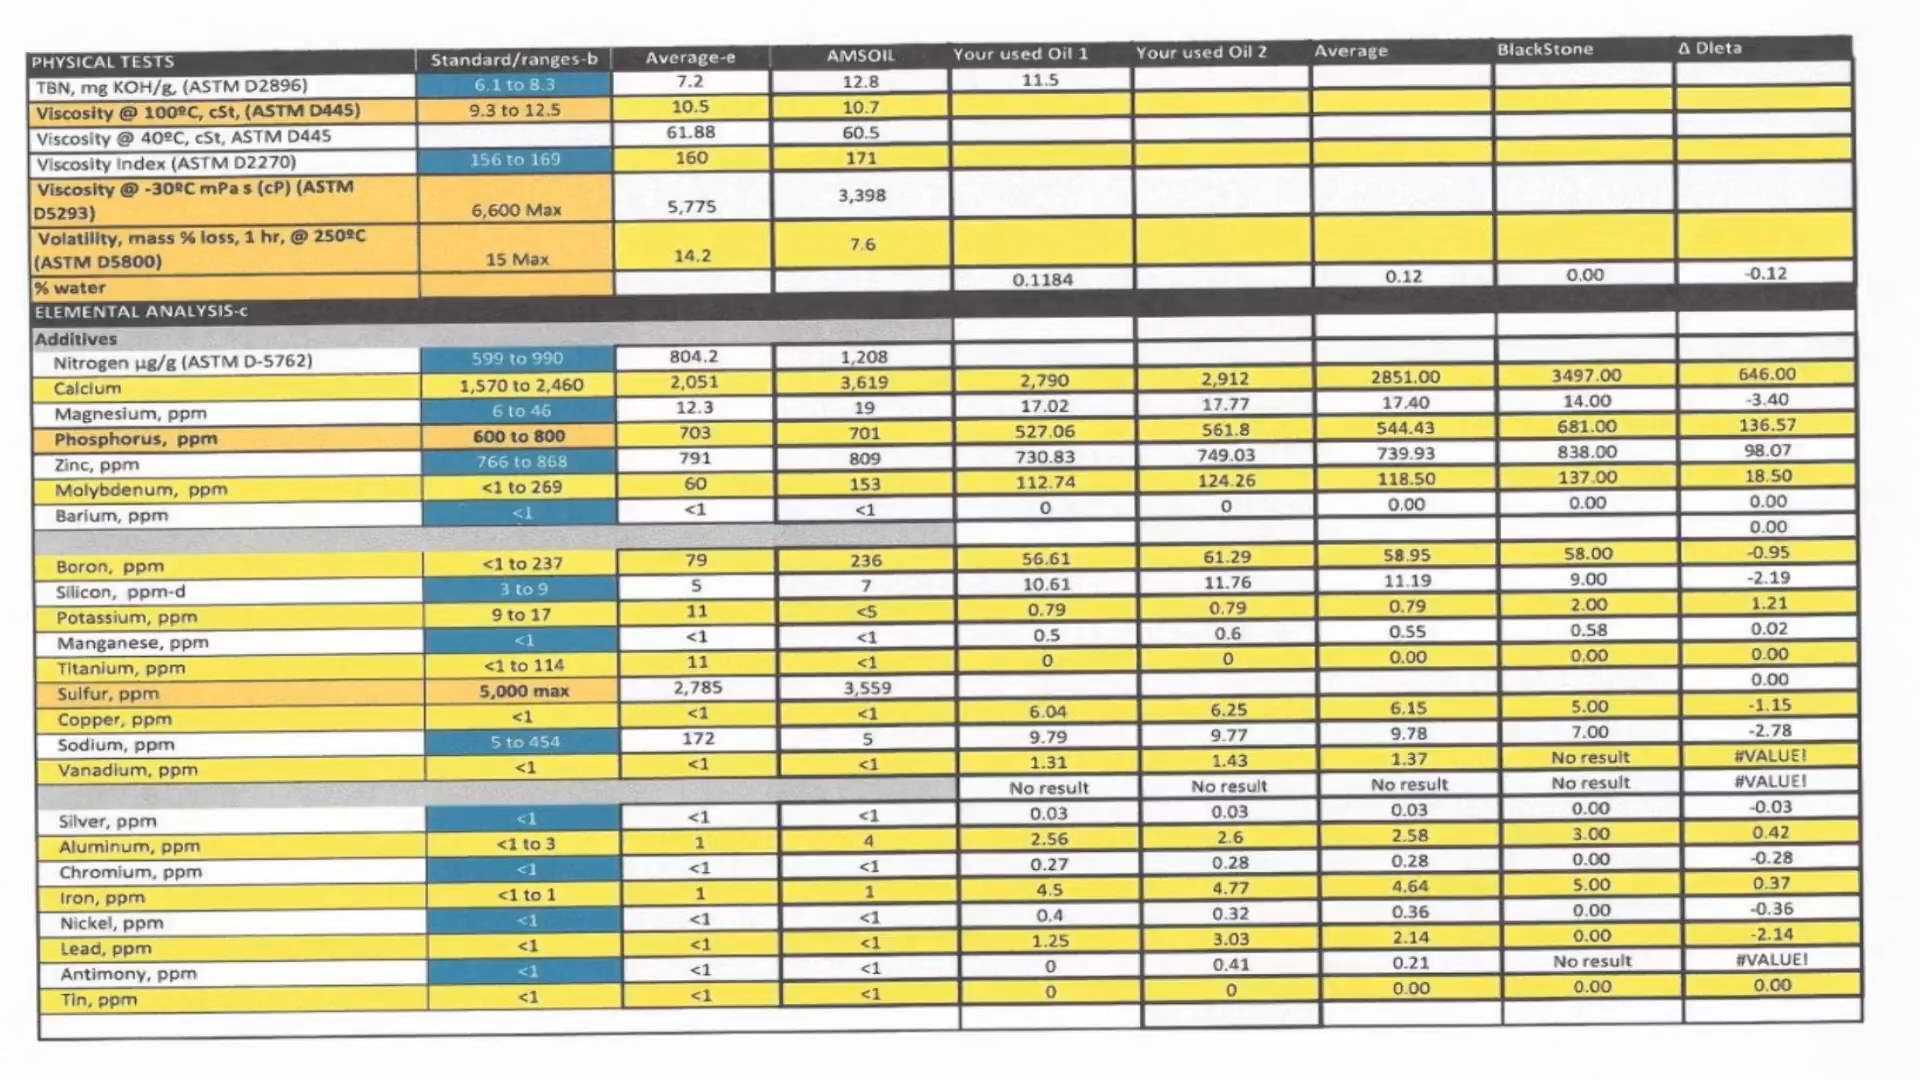 PHYSICAL TESTS Standard/ranges-b Average-e AMSOIL Your used Oil 1 Your used Oil 2 Average BlackStone Δ Dleta
TBN, mg KOH/g, (ASTM D2896) 6.1 to 8.3 7.2 12.8 11.5
Viscosity @ 100ºC, cSt, (ASTM D445) 9.3 to 12.5 10.5 10.7
Viscosity @ 40ºC, cSt, ASTM D445 61.88 60.5
Viscosity Index (ASTM D2270) 156 to 169 160 171
Viscosity @ -30ºC mPa s (cP) (ASTM
D5293) 6,600 Max 5,775 3,398
Volatility, mass % loss, 1 hr, @ 250ºC
(ASTM D5800) 15 Max 14.2 7.6
% water 0.1184 0.12 0.00 -0.12
ELEMENTAL ANALYSIS-c
Additives
Nitrogen µg/g (ASTM D-5762) 599 to 990 804.2 1,208
Calcium 1,570 to 2,460 2,051 3,619 2,790 2,912 2851.00 3497.00 646.00
Magnesium, ppm 6 to 46 12.3 19 17.02 17.77 17.40 14.00 -3.40
Phosphorus, ppm 600 to 800 703 701 527.06 561.8 544.43 681.00 136.57
Zinc, ppm 766 to 868 791 809 730.83 749.03 739.93 838.00 98.07
Molybdenum, ppm <1 to 269 60 153 112.74 124.26 118.50 137.00 18.50
Barium, ppm <1 <1 <1 0 0 0.00 0.00 0.00
0.00
Boron, ppm <1 to 237 79 236 56.61 61.29 58.95 58.00 -0.95
Silicon, ppm-d 3 to 9 5 7 10.61 11.76 11.19 9.00 -2.19
Potassium, ppm 9 to 17 11 <5 0.79 0.79 0.79 2.00 1.21
Manganese, ppm <1 <1 <1 0.5 0.6 0.55 0.58 0.02
Titanium, ppm <1 to 114 11 <1 0 0 0.00 0.00 0.00
Sulfur, ppm 5,000 max 2,785 3,559 0.00
Copper, ppm <1 <1 <1 6.04 6.25 6.15 5.00 -1.15
Sodium, ppm 5 to 454 172 5 9.79 9.77 9.78 7.00 -2.78
Vanadium, ppm <1 <1 <1 1.31 1.43 1.37 No result #VALUE!
No result No result No result No result #VALUE!
Silver, ppm <1 <1 <1 0.03 0.03 0.03 0.00 -0.03
Aluminum, ppm <1 to 3 1 4 2.56 2.6 2.58 3.00 0.42
Chromium, ppm <1 <1 <1 0.27 0.28 0.28 0.00 -0.28
Iron, ppm <1 to 1 1 1 4.5 4.77 4.64 5.00 0.37
Nickel, ppm <1 <1 <1 0.4 0.32 0.36 0.00 -0.36
Lead, ppm <1 <1 <1 1.25 3.03 2.14 0.00 -2.14
Antimony, ppm <1 <1 <1 0 0.41 0.21 No result #VALUE!
Tin, ppm <1 <1 <1 0 0 0.00 0.00 0.00